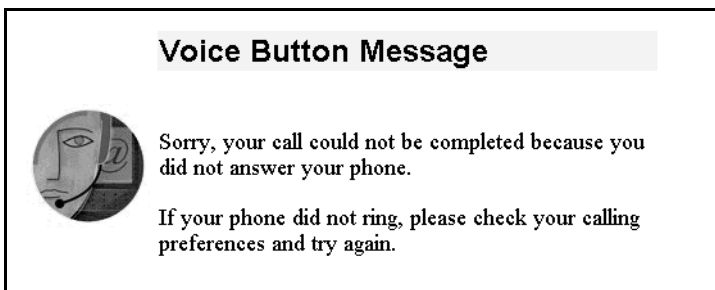 Voice Button Message
@
Sorry, your call could not be completed because you
did not answer your phone.
If your phone did not ring, please check your calling
preferences and try again.